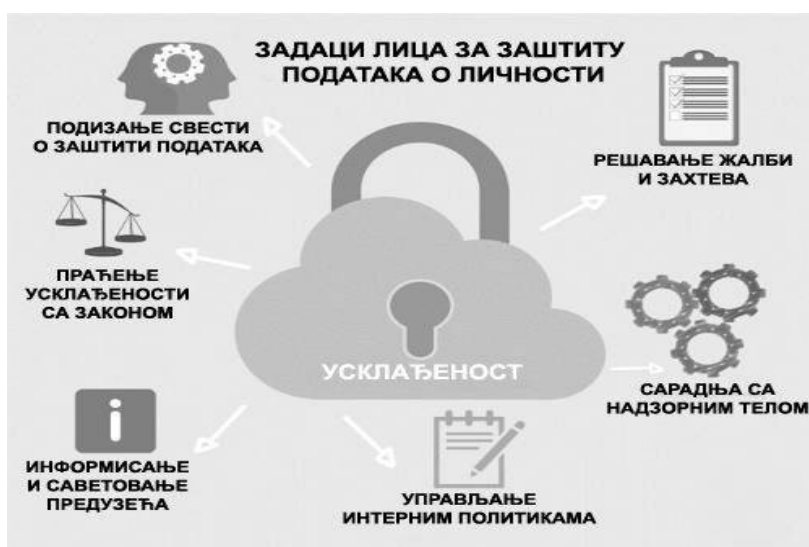 ЗАДАЦИ ЛИЦА ЗА ЗАШТИТУ
ПОДАТАКА О ЛИЧНОСТИ
ПОДИЗАЊЕ СВЕСТИ
О ЗАШТИТИ ПОДАТАКА
РЕШАВАЊЕ ЖАЛБИ
И ЗАХТЕВА
ПРАЋЕЊЕ
УСКЛАЂЕНОСТИ
СА ЗАКОНОМ
УСКЛАЂЕНОСТ
САРАДЊА СА
НАДЗОРНИМ ТЕЛОМ
ИНФОРМИСАЊЕ
И САВЕТОВАЊЕ
ПРЕДУЗЕЋА
УПРАВЉАЊЕ
ИНТЕРНИМ ПОЛИТИКАМА